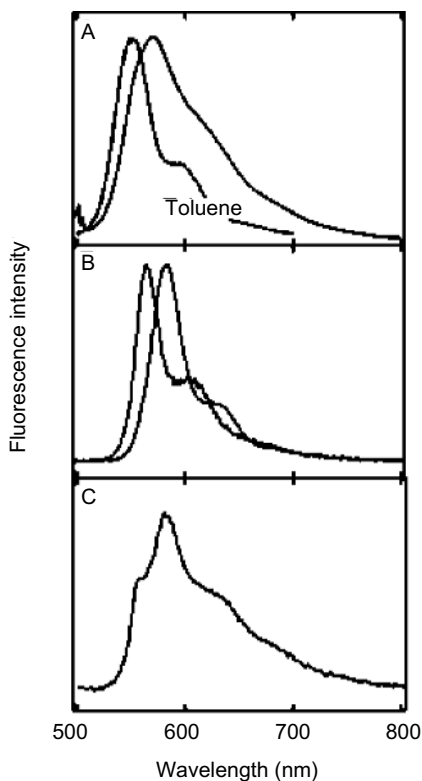 A
Toluene
B
C
Fluorescence intensity
500 600 700 800
Wavelength (nm)